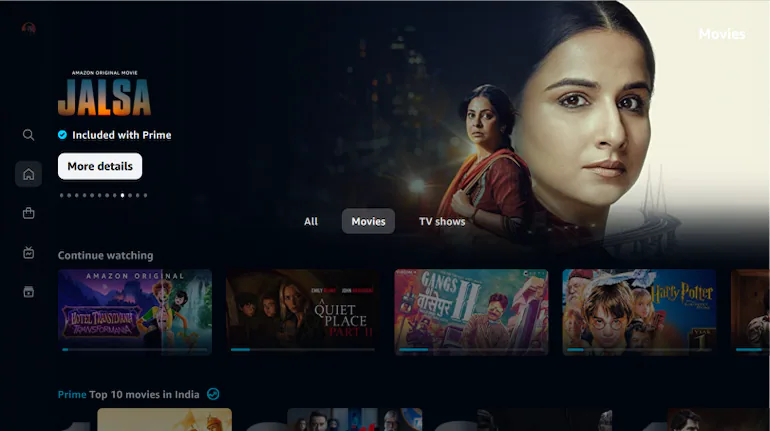 Movies
AMAZON ORIGINAL MOVIE
JALSA
Included with Prime
More details
All
Movies
TV shows
Continue watching
AMAZON ORIGINAL
HOTEL TRANSYLVANIA
TRANSFORMANIA
EMILY BLUNT
JOHN KRASINSKI
A
QUIET
PLACE
PART II
GANGS
वासेपुर
II
Harry Potter
Prime Top 10 movies in India